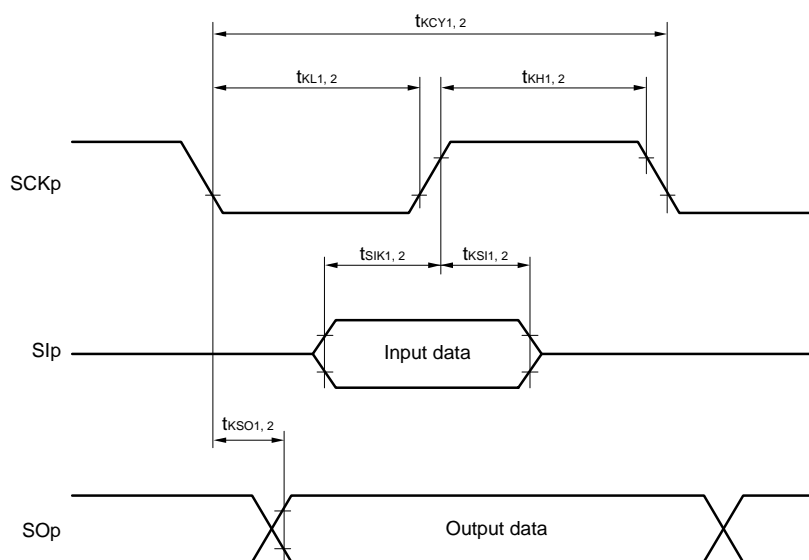 tKCY1, 2
tKL1, 2
tKH1, 2
SCKp
tSIK1, 2
tKSI1, 2
SIp
Input data
tKSO1, 2
SOp
Output data